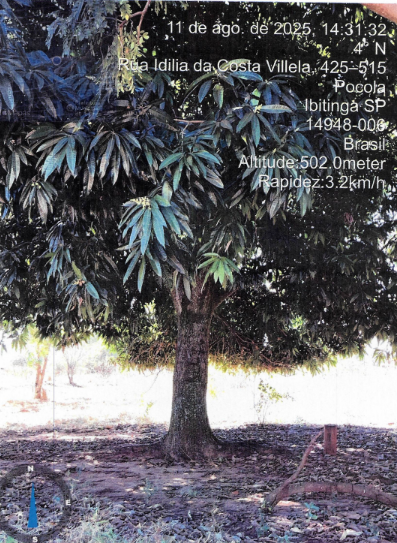 11 de ago. de 2025, 14:31:32
4° N
Rua Idilia da Costa Villela, 425-515
Pocola
Ibitinga SP
14948-006
Brasil
Altitude:502.0meter
Rapidez:3.2km/h
N
E
S